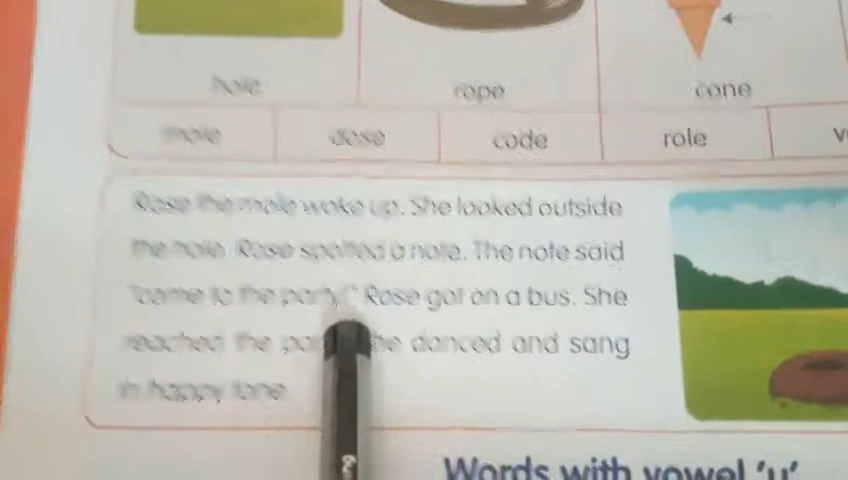 hole rope cone
mole dose code role
Rose the mole woke up. She looked outside
the hole. Rose spotted a note. The note said
"come to the party!" Rose got on a bus. She
reached the she danced and sang
in happy tone
Words with vowel 'u'